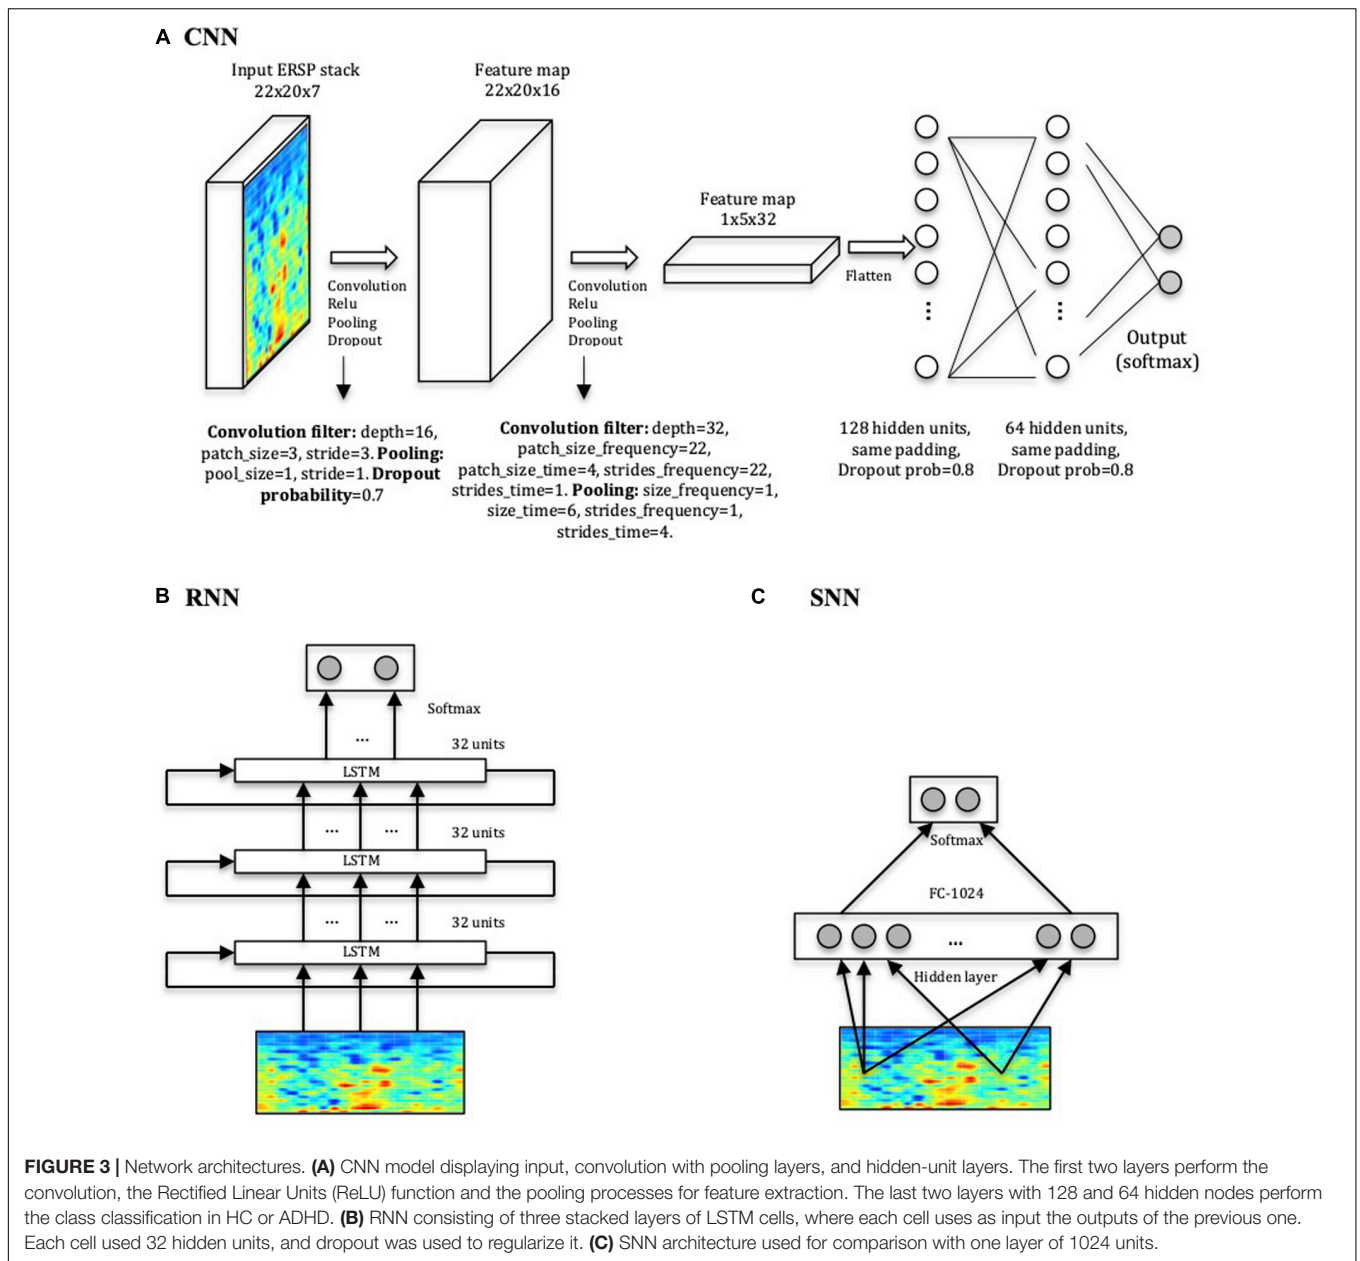 A CNN
Input ERSP stack
22x20x7
Feature map
22x20x16
Feature map
1x5x32
Convolution
Relu
Pooling
Dropout
Convolution
Relu
Pooling
Dropout
Flatten
Output
(softmax)
Convolution filter: depth=16,
patch_size=3, stride=3. Pooling:
pool_size=1, stride=1. Dropout
probability=0.7
Convolution filter: depth=32,
patch_size_frequency=22,
patch_size_time=4, strides_frequency=22,
strides_time=1. Pooling: size_frequency=1,
size_time=6, strides_frequency=1,
strides_time=4.
128 hidden units,
same padding,
Dropout prob=0.8
64 hidden units,
same padding,
Dropout prob=0.8
B RNN
Softmax
...
32 units
LSTM
... ...
32 units
LSTM
... ...
32 units
LSTM
C SNN
Softmax
FC-1024
...
Hidden layer
FIGURE 3 | Network architectures. (A) CNN model displaying input, convolution with pooling layers, and hidden-unit layers. The first two layers perform the
convolution, the Rectified Linear Units (ReLU) function and the pooling processes for feature extraction. The last two layers with 128 and 64 hidden nodes perform
the class classification in HC or ADHD. (B) RNN consisting of three stacked layers of LSTM cells, where each cell uses as input the outputs of the previous one.
Each cell used 32 hidden units, and dropout was used to regularize it. (C) SNN architecture used for comparison with one layer of 1024 units.